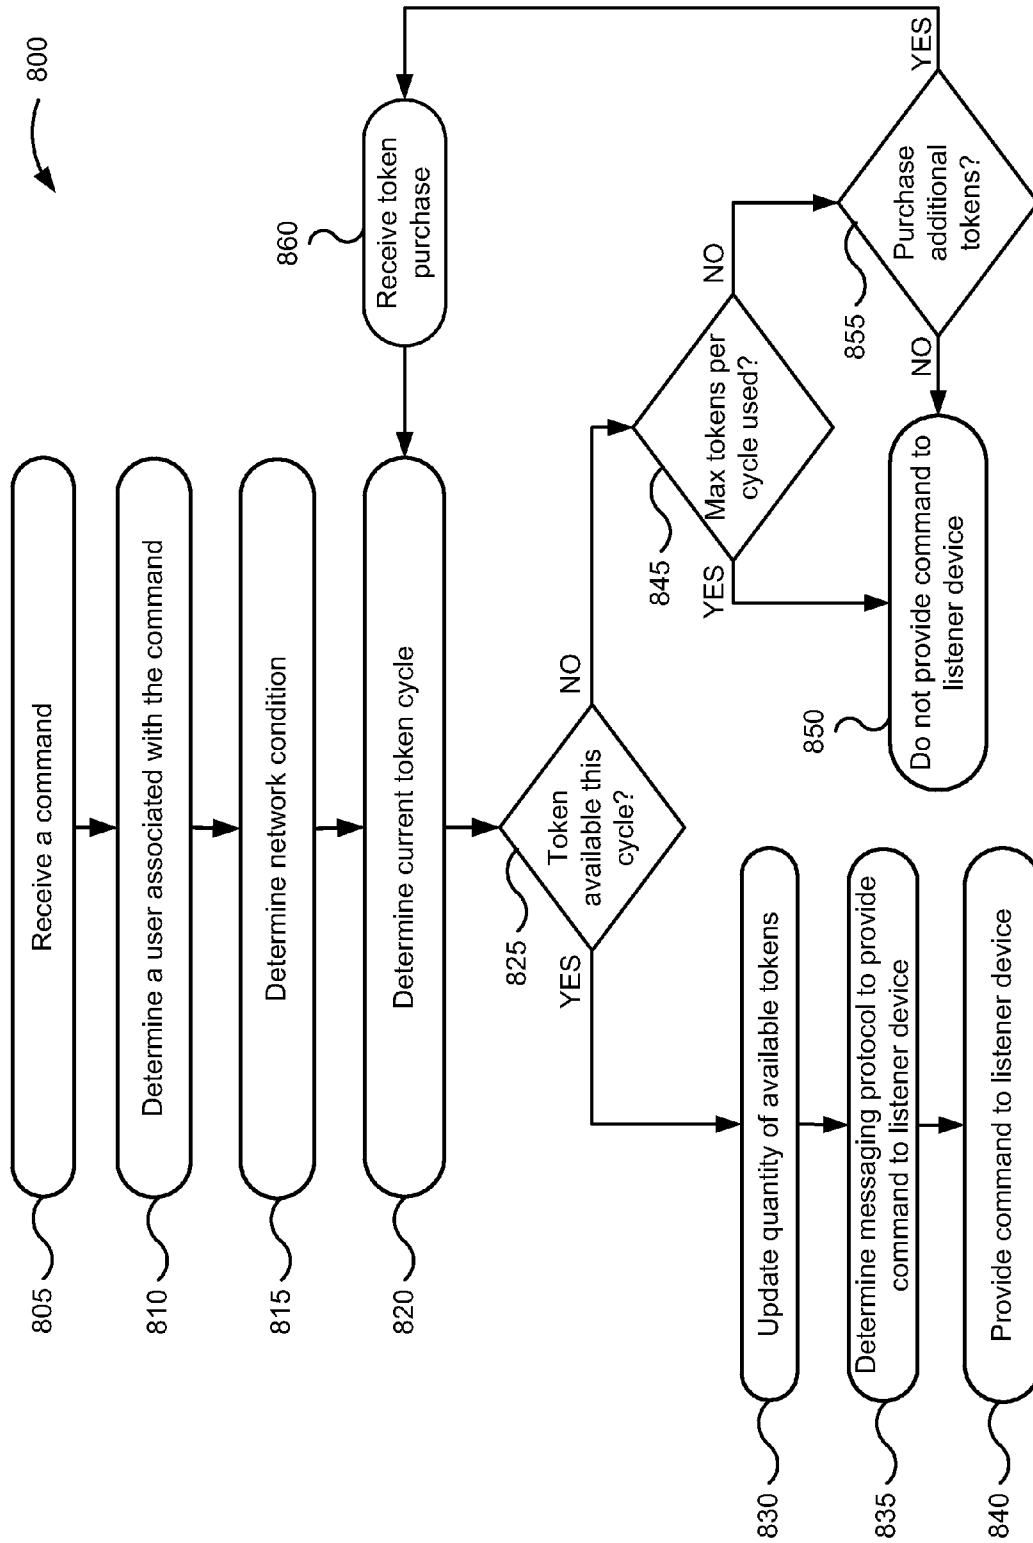 800
805
Receive a command
810
Determine a user associated with the command
815
Determine network condition
820
Determine current token cycle
860
Receive token
purchase
825
Token
available this
cycle?
YES
NO
830
Update quantity of available tokens
835
Determine messaging protocol to provide
command to listener device
840
Provide command to listener device
845
Max tokens per
cycle used?
YES
NO
850
Do not provide command to
listener device
855
Purchase
additional
tokens?
NO
YES